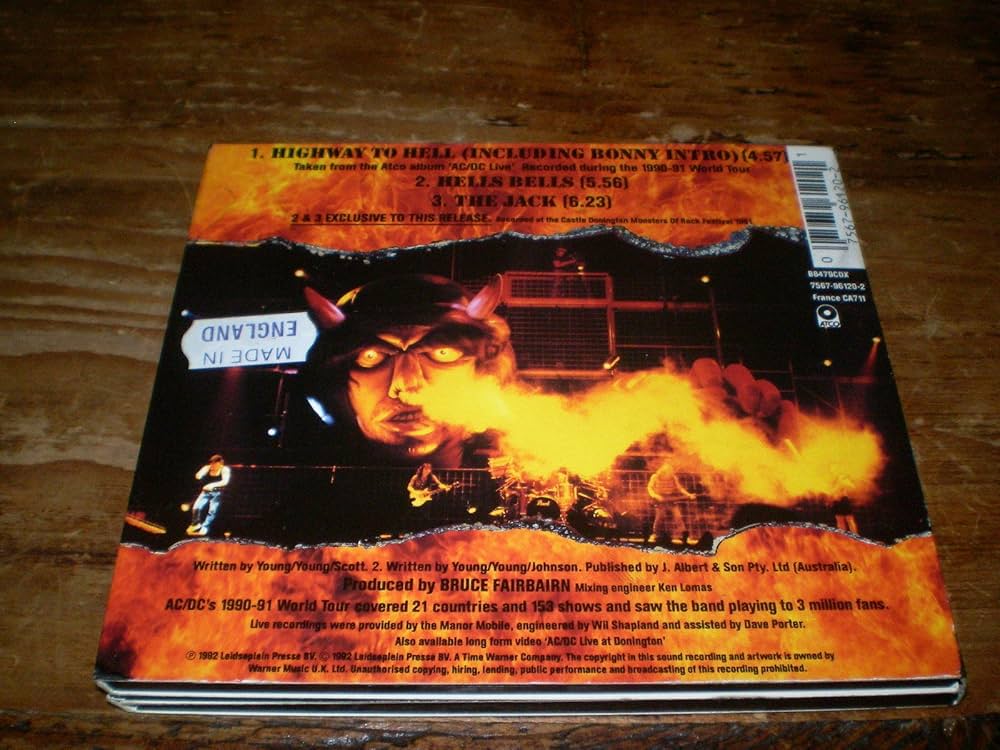 1. HIGHWAY TO HELL (INCLUDING BONNY INTRO) (4.57)
Taken from the Atco album 'AC/DC Live' Recorded during the 1990-91 World Tour
2. HELLS BELLS (5.56)
3. THE JACK (6.23)
2 & 3 EXCLUSIVE TO THIS RELEASE. Recorded at the Castle Donington Monsters Of Rock Festival 1991
0 7567-96120-2 1
B8479CDX
7567-96120-2
France CA711
ATCO
MADE IN
ENGLAND
Written by Young/Young/Scott. 2. Written by Young/Young/Johnson. Published by J. Albert & Son Pty. Ltd (Australia).
Produced by BRUCE FAIRBAIRN Mixing engineer Ken Lomas
AC/DC's 1990-91 World Tour covered 21 countries and 153 shows and saw the band playing to 3 million fans.
Live recordings were provided by the Manor Mobile, engineered by Wil Shapland and assisted by Dave Porter.
Also available long form video 'AC/DC Live at Donington'
℗ 1992 Leidseplein Presse BV. © 1992 Leidseplein Presse BV. A Time Warner Company. The copyright in this sound recording and artwork is owned by
Warner Music U.K. Ltd. Unauthorised copying, hiring, lending, public performance and broadcasting of this recording prohibited.